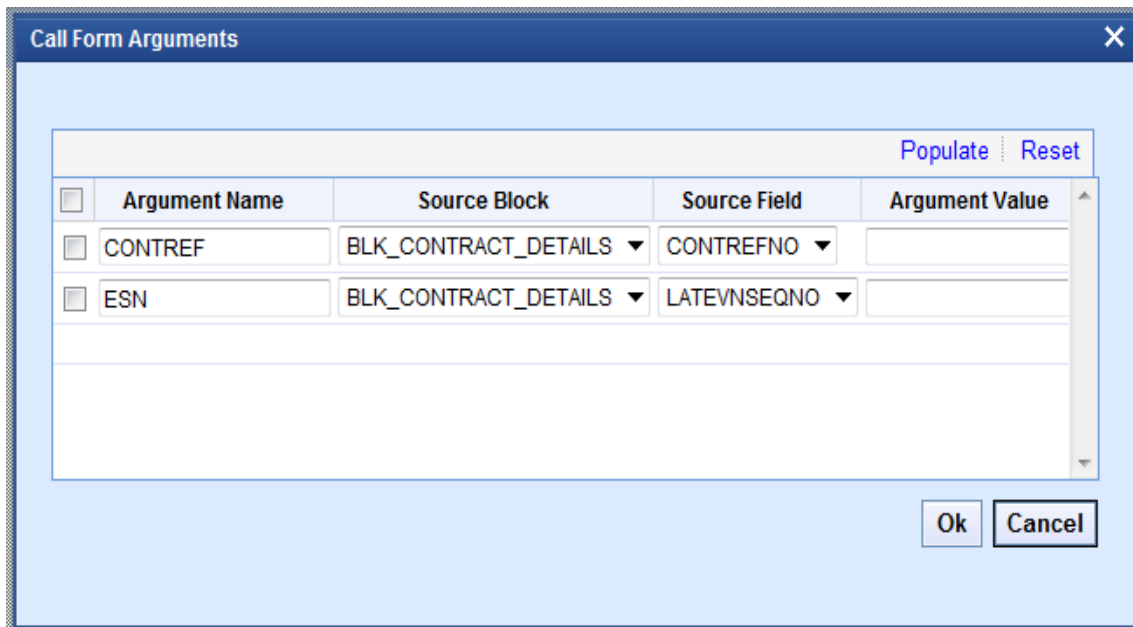 Call Form Arguments
Populate Reset
Argument Name Source Block Source Field Argument Value
CONTREF BLK_CONTRACT_DETAILS CONTREFNO
ESN BLK_CONTRACT_DETAILS LATEVNSEQNO
Ok Cancel